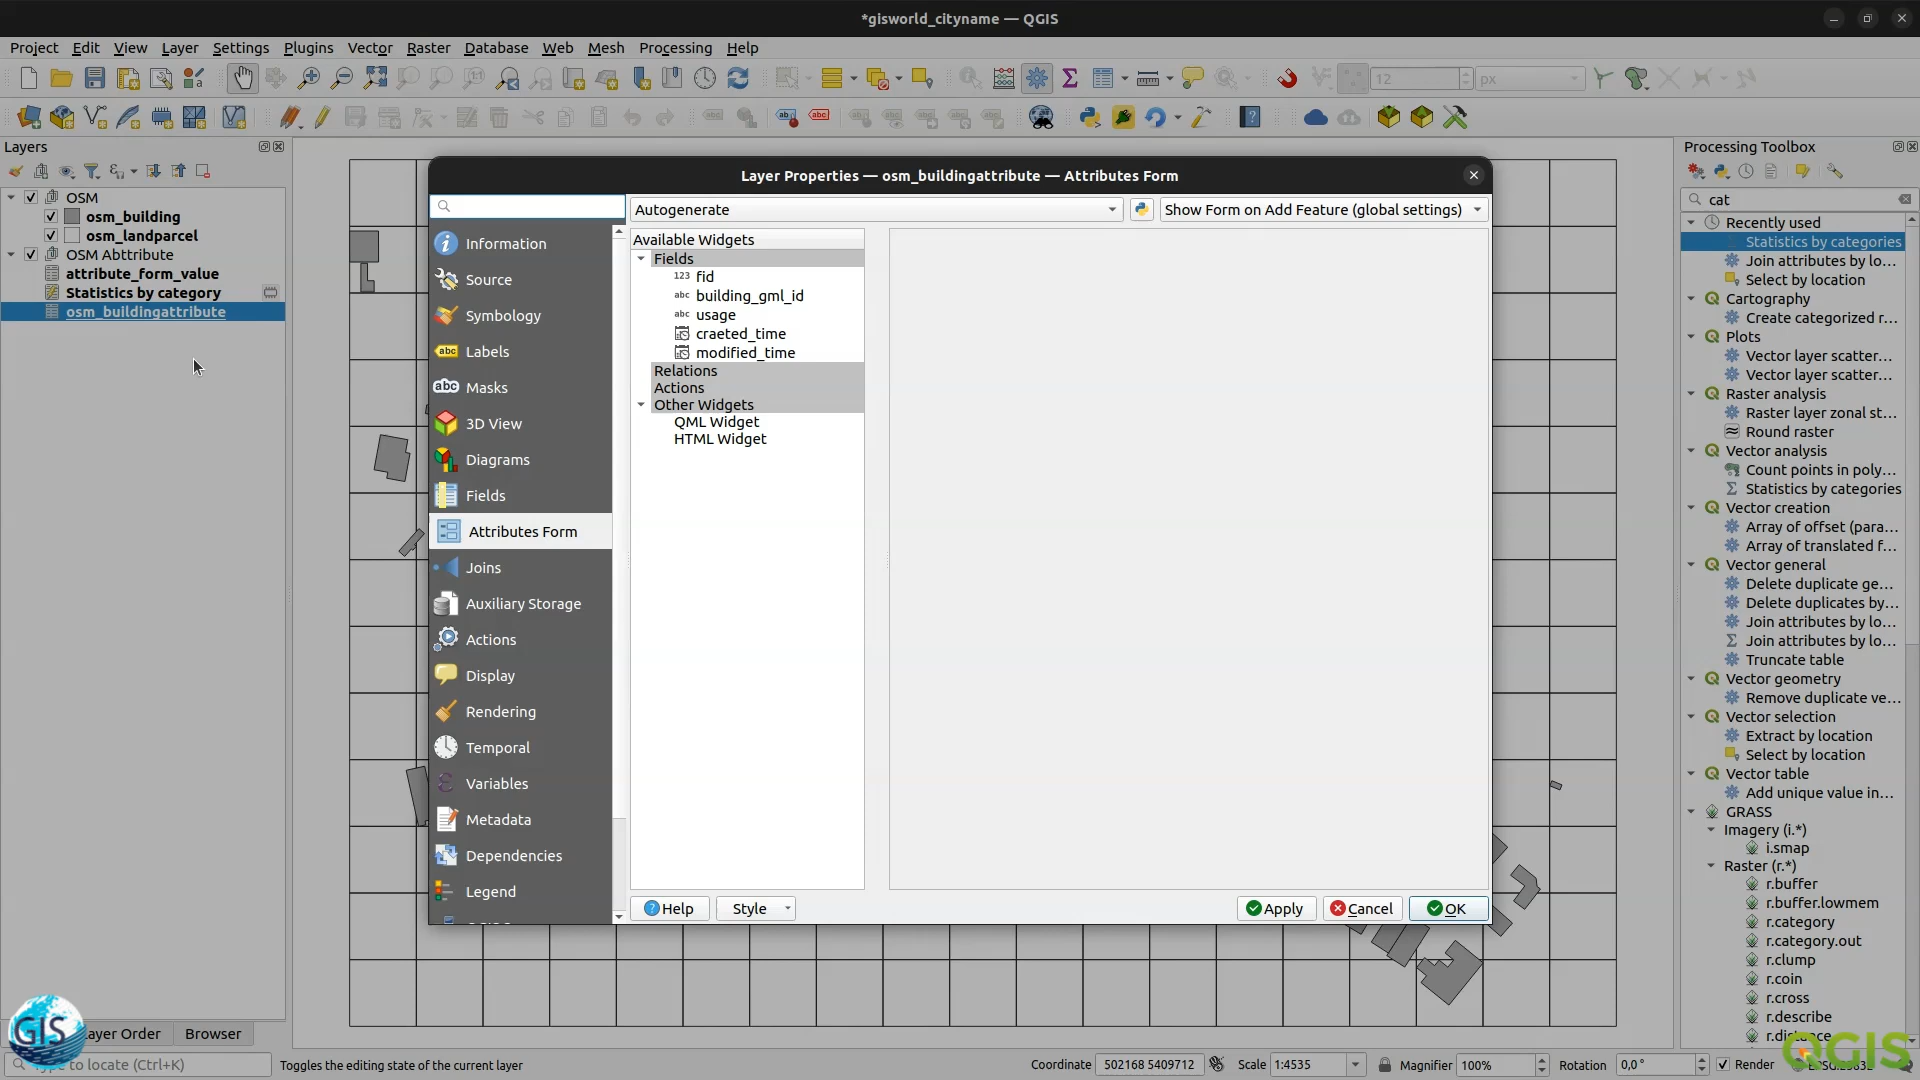 *gisworld_cityname — QGIS
Project Edit View Layer Settings Plugins Vector Raster Database Web Mesh Processing Help
12 px
Layers
OSM
osm_building
osm_landparcel
OSM Abttribute
attribute_form_value
Statistics by category
osm_buildingattribute
Layer Properties — osm_buildingattribute — Attributes Form
Autogenerate
Show Form on Add Feature (global settings)
Information
Source
Symbology
Labels
Masks
3D View
Diagrams
Fields
Attributes Form
Joins
Auxiliary Storage
Actions
Display
Rendering
Temporal
Variables
Metadata
Dependencies
Legend
Available Widgets
Fields
123 fid
abc building_gml_id
abc usage
craeted_time
modified_time
Relations
Actions
Other Widgets
QML Widget
HTML Widget
Help
Style
Apply
Cancel
OK
Processing Toolbox
cat
Recently used
Statistics by categories
Join attributes by lo...
Select by location
Cartography
Create categorized r...
Plots
Vector layer scatter...
Vector layer scatter...
Raster analysis
Raster layer zonal st...
Round raster
Vector analysis
Count points in poly...
Statistics by categories
Vector creation
Array of offset (para...
Array of translated f...
Vector general
Delete duplicate ge...
Delete duplicates by...
Join attributes by lo...
Join attributes by lo...
Truncate table
Vector geometry
Remove duplicate ve...
Vector selection
Extract by location
Select by location
Vector table
Add unique value in...
GRASS
Imagery (i.*)
i.smap
Raster (r.*)
r.buffer
r.buffer.lowmem
r.category
r.category.out
r.clump
r.coin
r.cross
r.describe
r.distance
GIS
Layer Order
Browser
QGIS
to locate (Ctrl+K)
Toggles the editing state of the current layer
Coordinate 502168 5409712
Scale 1:4535
Magnifier 100%
Rotation 0,0 °
Render